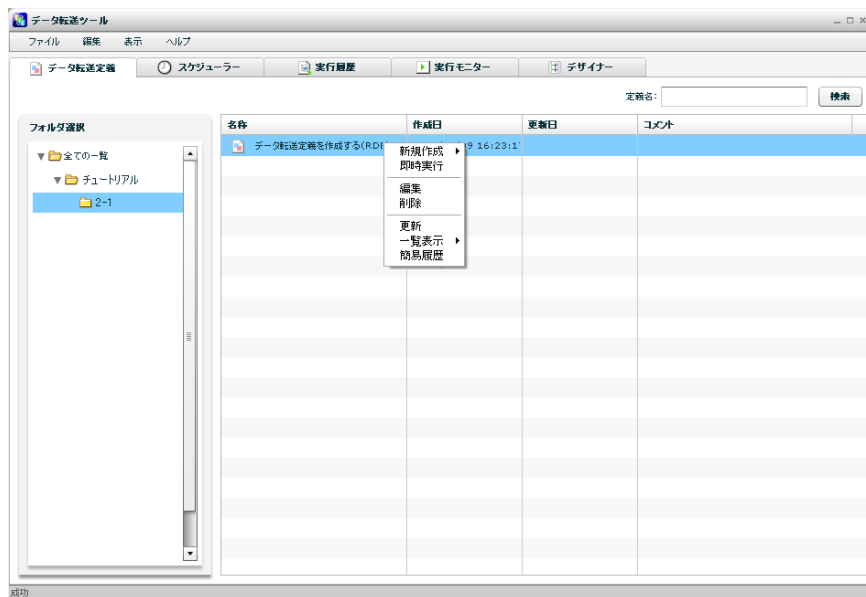 データ転送ツール
ファイル 編集 表示 ヘルプ
データ転送定義 スケジューラー 実行履歴 実行モニター デザイナー
定義名: 検索
フォルダ選択
名称 作成日 更新日 コメント
全ての一覧
チュートリアル
2-1
データ転送定義を作成する(RDB 9 16:23:1
新規作成
即時実行
編集
削除
更新
一覧表示
簡易履歴
成功